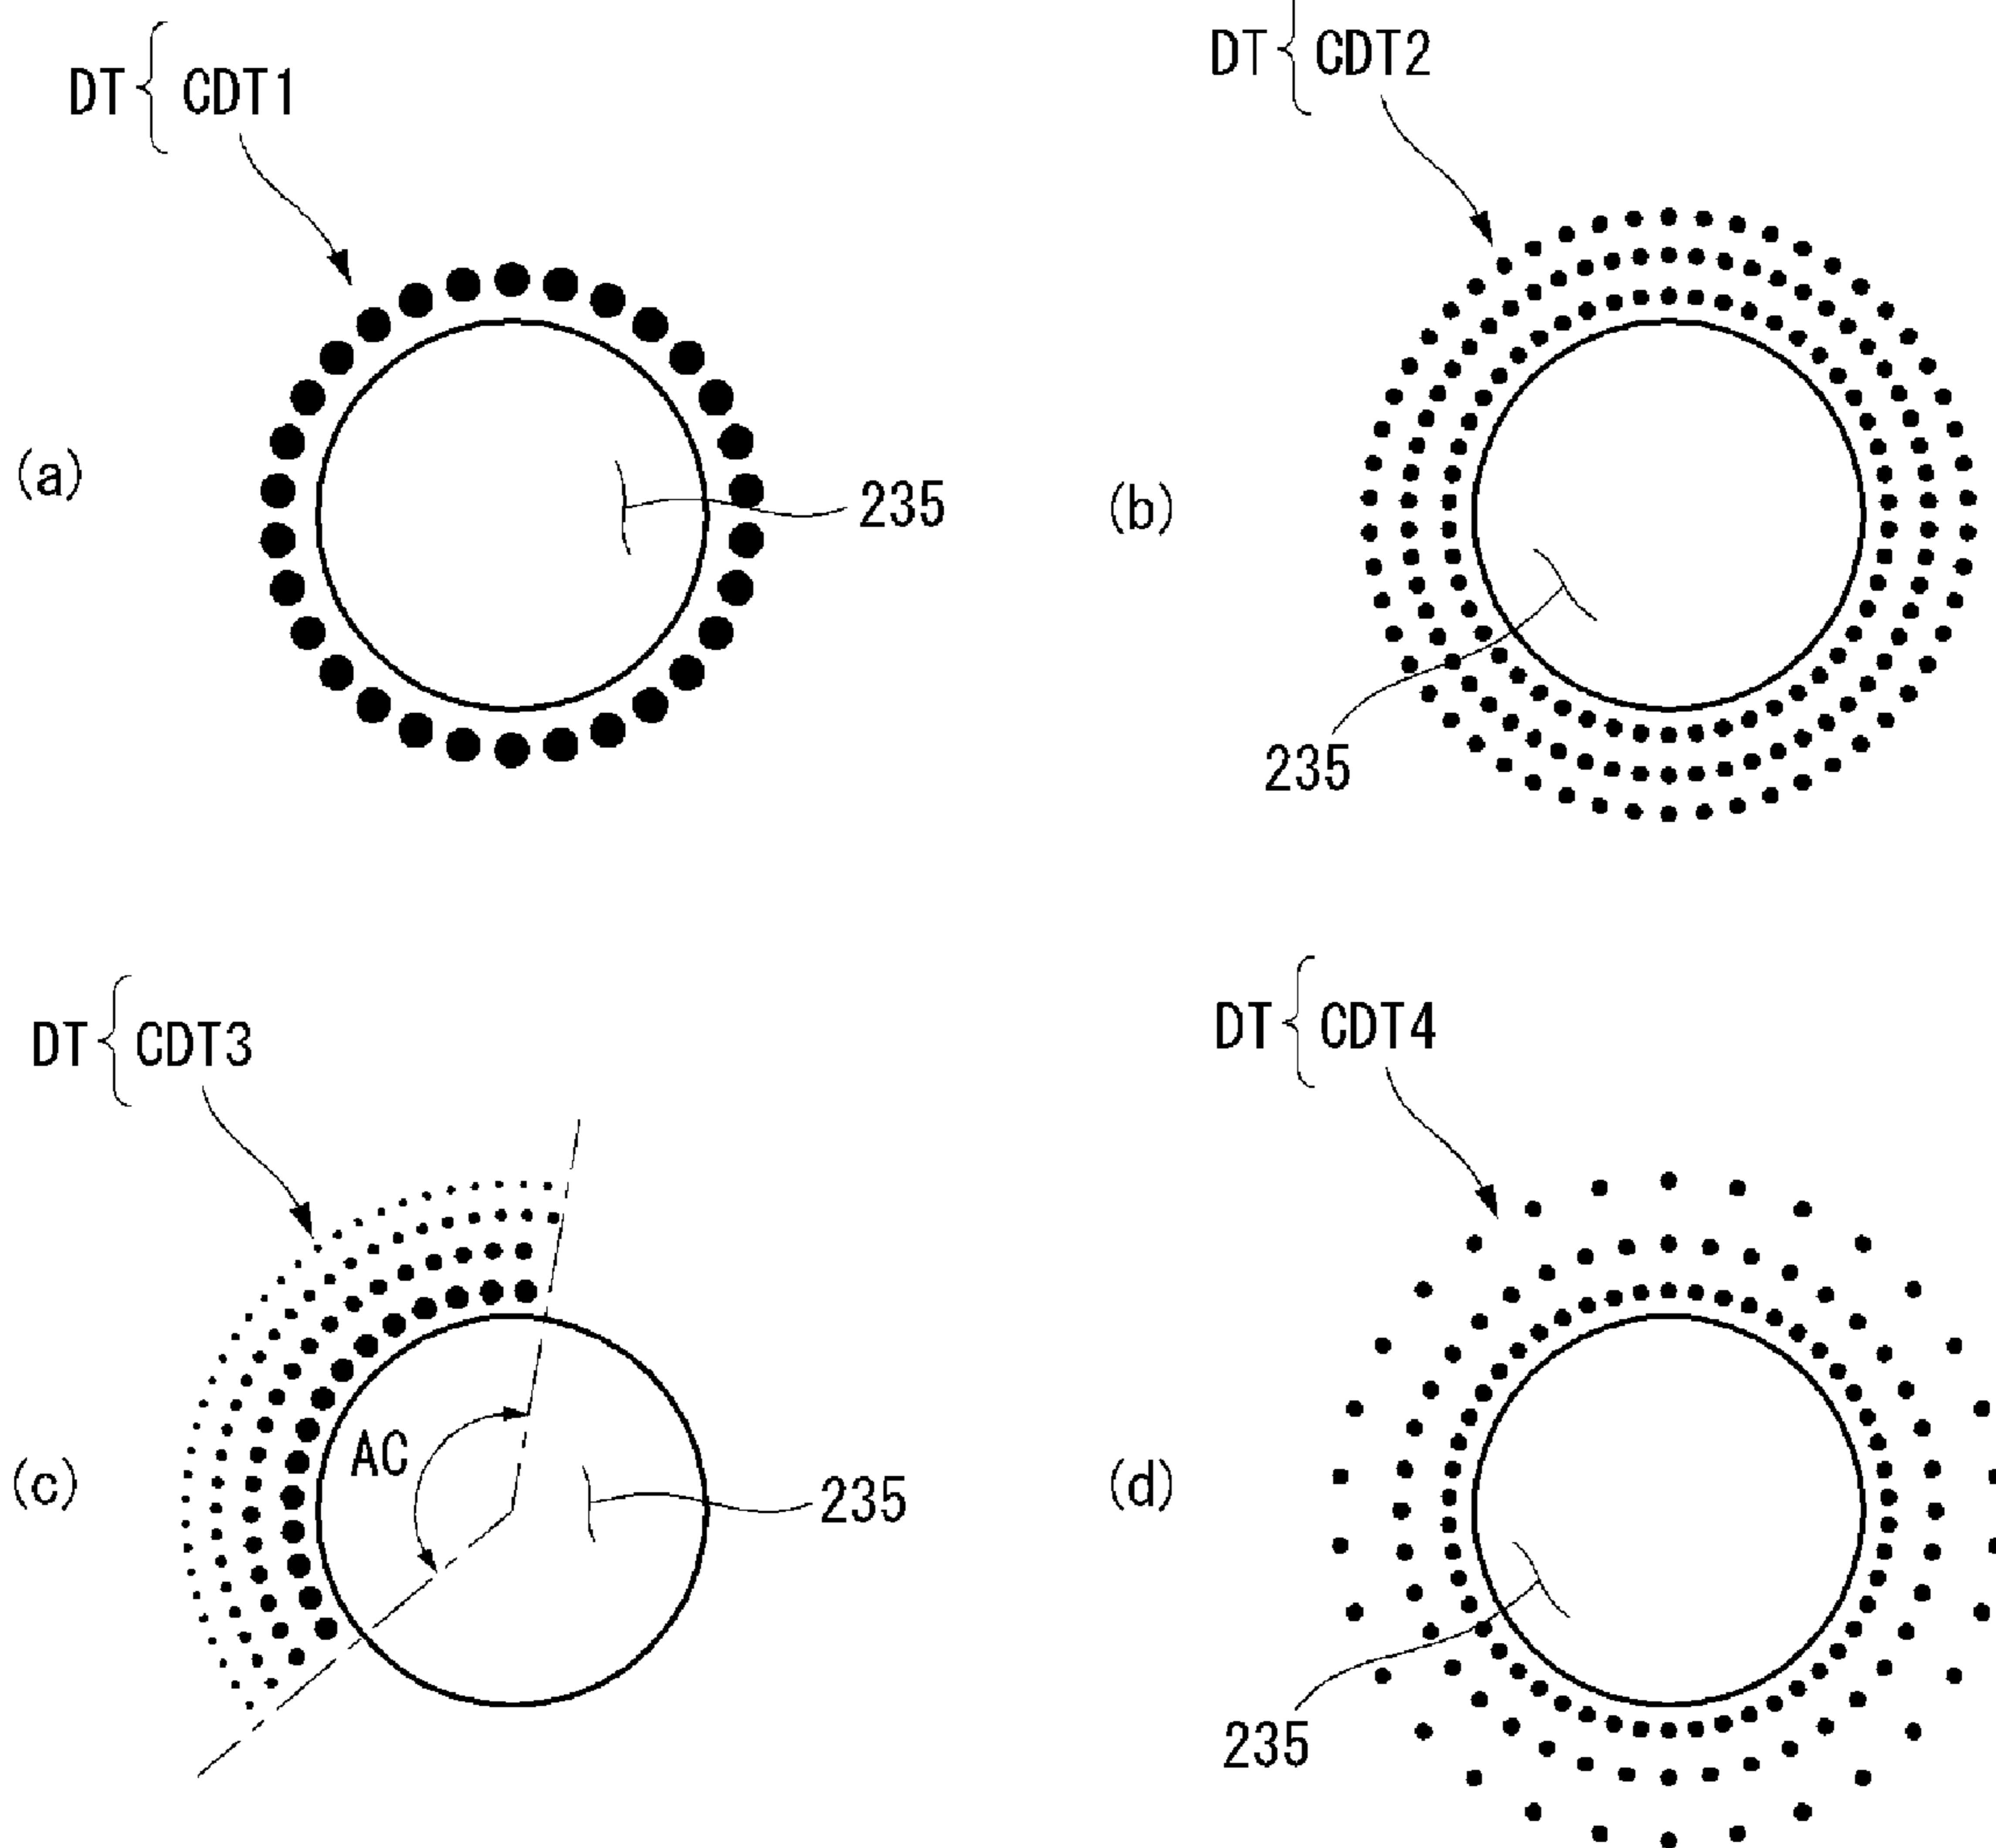 DT { CDT1
(a)
235
DT { CDT2
(b)
235
DT { CDT3
AC
(c)
235
DT { CDT4
(d)
235